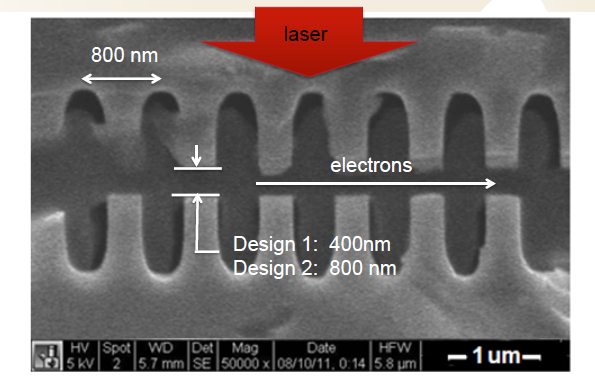 laser
800 nm
electrons
Design 1: 400nm
Design 2: 800 nm
HV Spot WD Det Mag Date HFW
5 kV 2 5.7 mm SE 50000 x 08/10/11, 0:14 5.8 µm
1 um